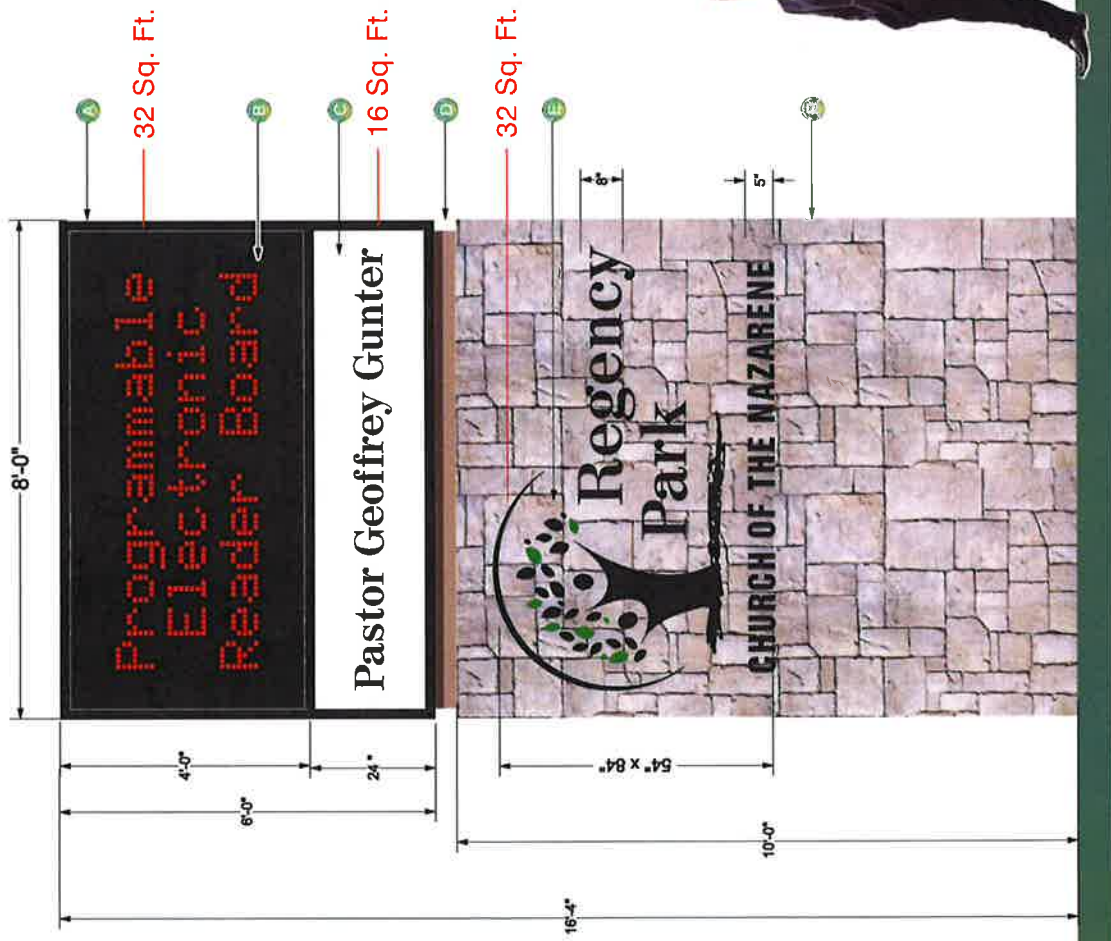 8'-0"
A
32 Sq. Ft.
Programmable
Electronic
Reader Board
B
C
Pastor Geoffrey Gunter
16 Sq. Ft.
D
32 Sq. Ft.
E
Regency
Park
CHURCH OF THE NAZARENE
8"
5"
4'-0"
24"
6'-0"
54" x 84"
10'-0"
16'-4"